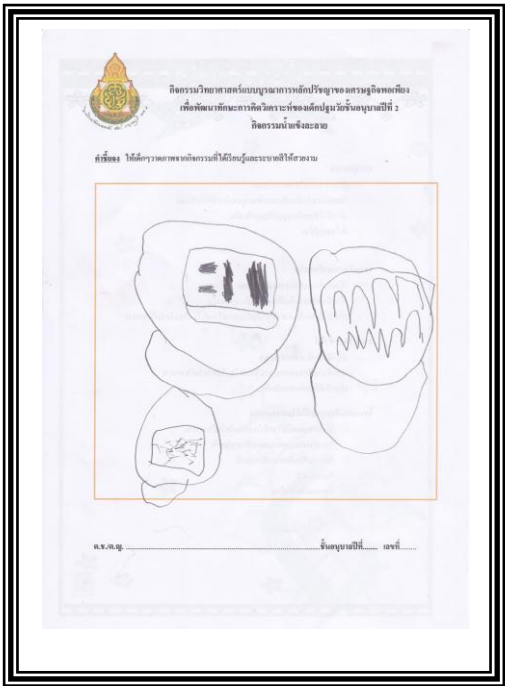 กิจกรรมวิทยาศาสตร์แบบบูรณาการหลักปรัชญาของเศรษฐกิจพอเพียง
เพื่อพัฒนาทักษะการคิดวิเคราะห์ของเด็กปฐมวัยชั้นอนุบาลปีที่ 2
กิจกรรมน้ำแข็งละลาย
คำชี้แจง ให้เด็กๆวาดภาพจากกิจกรรมที่ได้เรียนรู้และระบายสีให้สวยงาม
ด.ช./ด.ญ. ............................................................ชั้นอนุบาลปีที่....... เลขที่.......